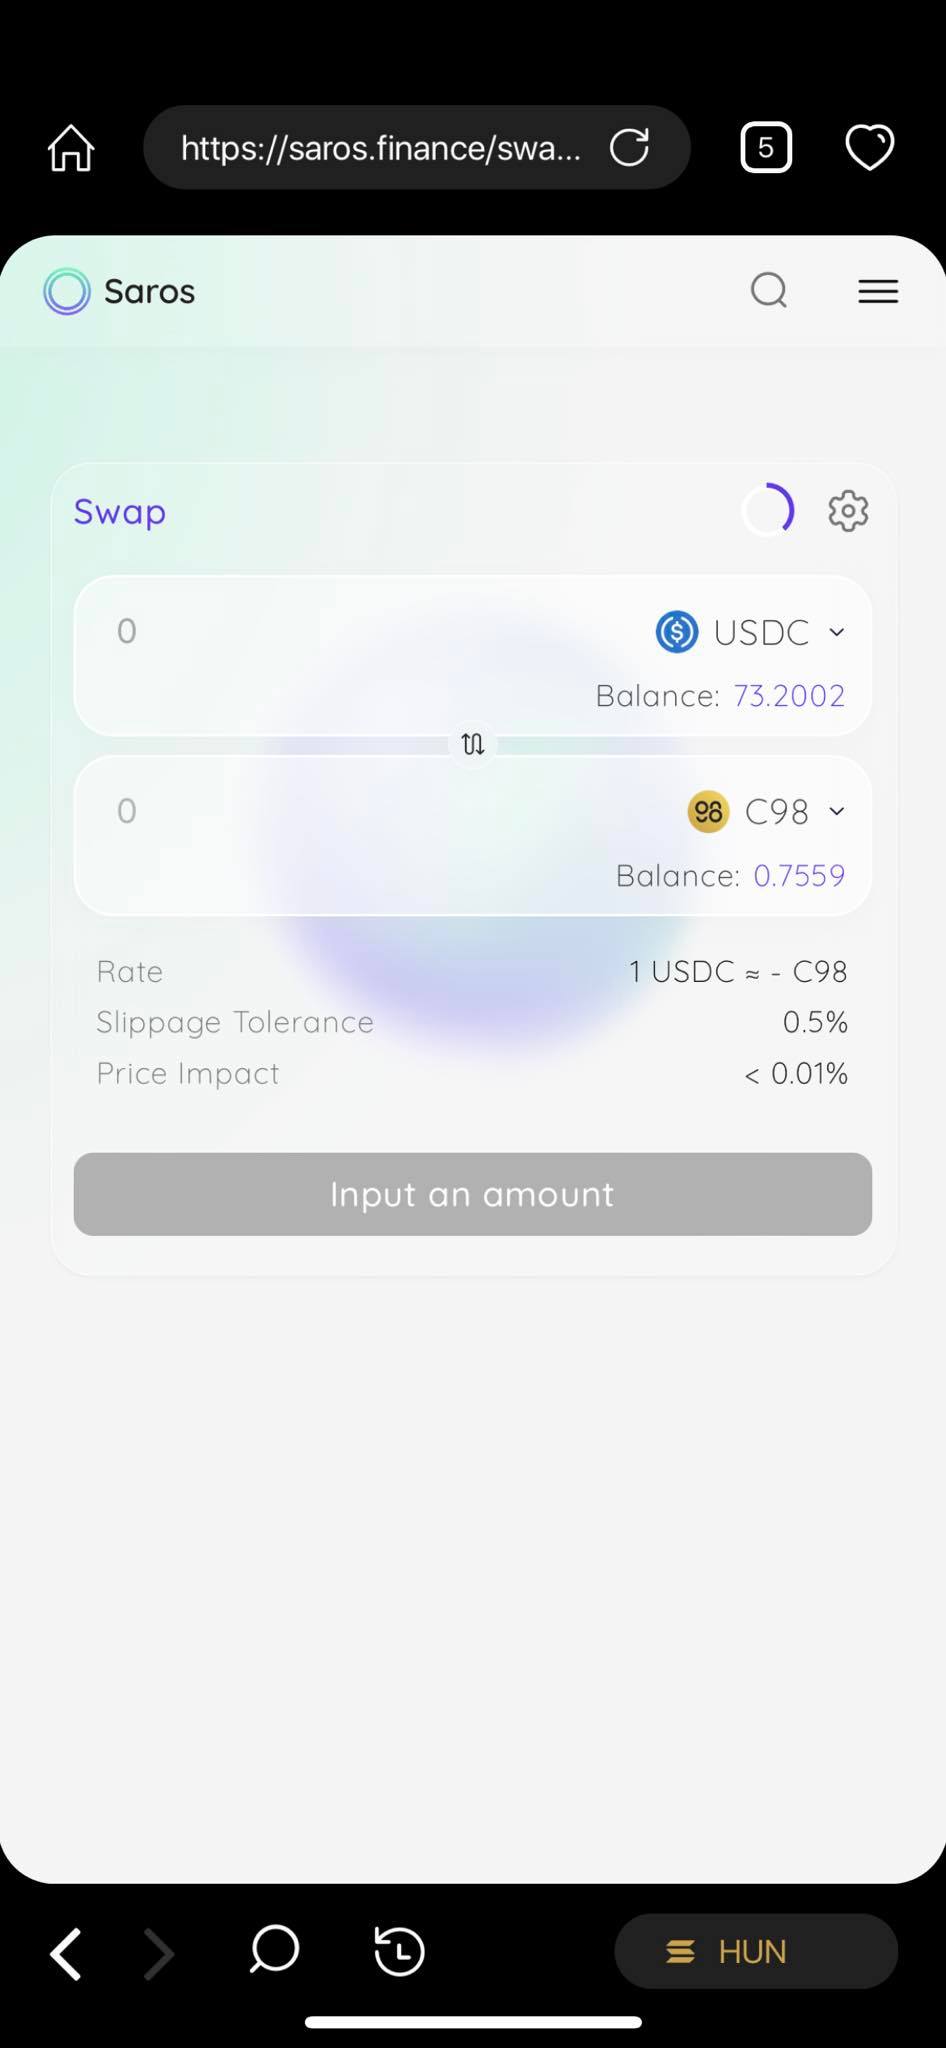 https://saros.finance/swa...
5
Saros
Swap
0
USDC
Balance: 73.2002
0
C98
Balance: 0.7559
Rate
1 USDC ≈ - C98
Slippage Tolerance
0.5%
Price Impact
< 0.01%
Input an amount
HUN